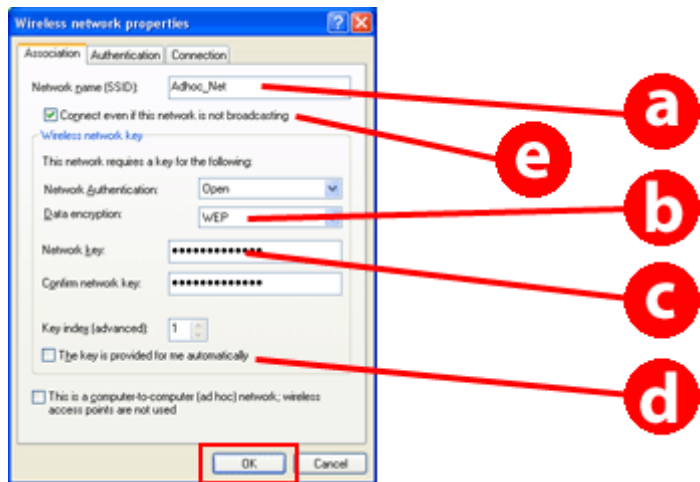 Wireless network properties
Association Authentication Connection
Network name (SSID): Adhoc_Net
a
Connect even if this network is not broadcasting
e
Wireless network key
This network requires a key for the following:
Network Authentication: Open
Data encryption: WEP
b
Network key: •••••••••••••
c
Confirm network key: •••••••••••••
Key index (advanced): 1
The key is provided for me automatically
d
This is a computer-to-computer (ad hoc) network; wireless
access points are not used
OK Cancel